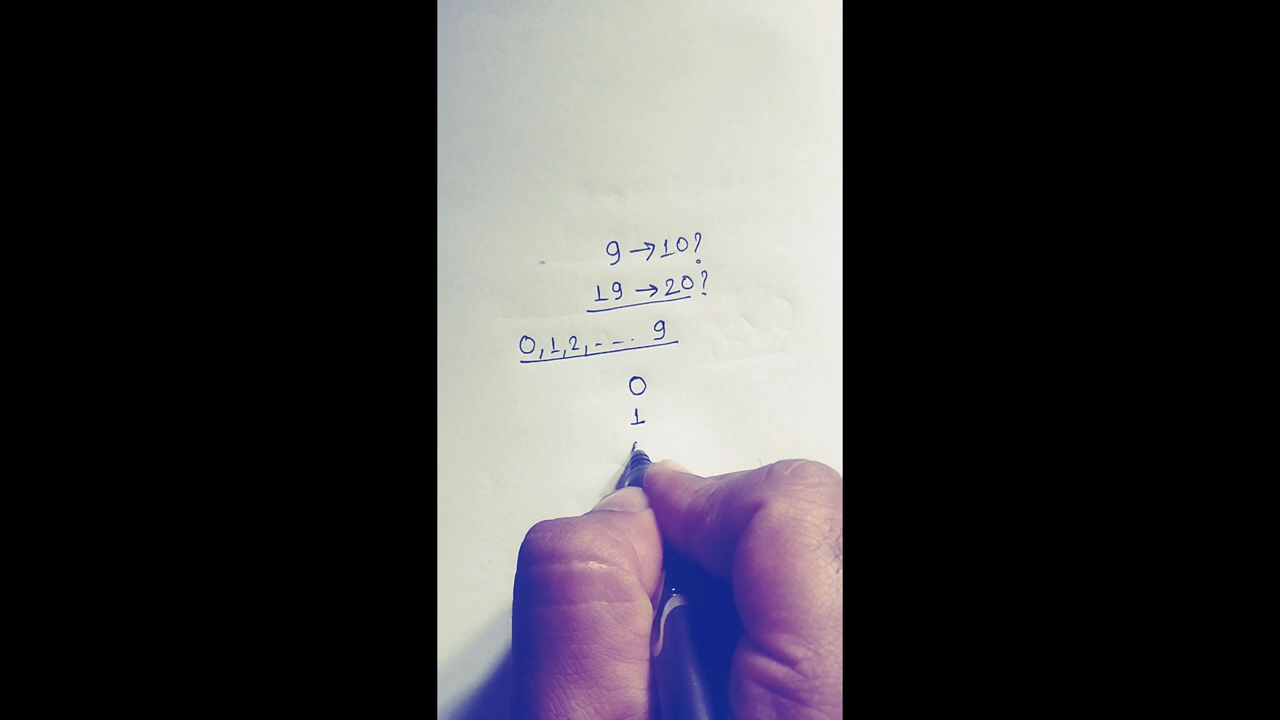 9 →10?
19 →20?
0,1,2, - - . 9
0
1